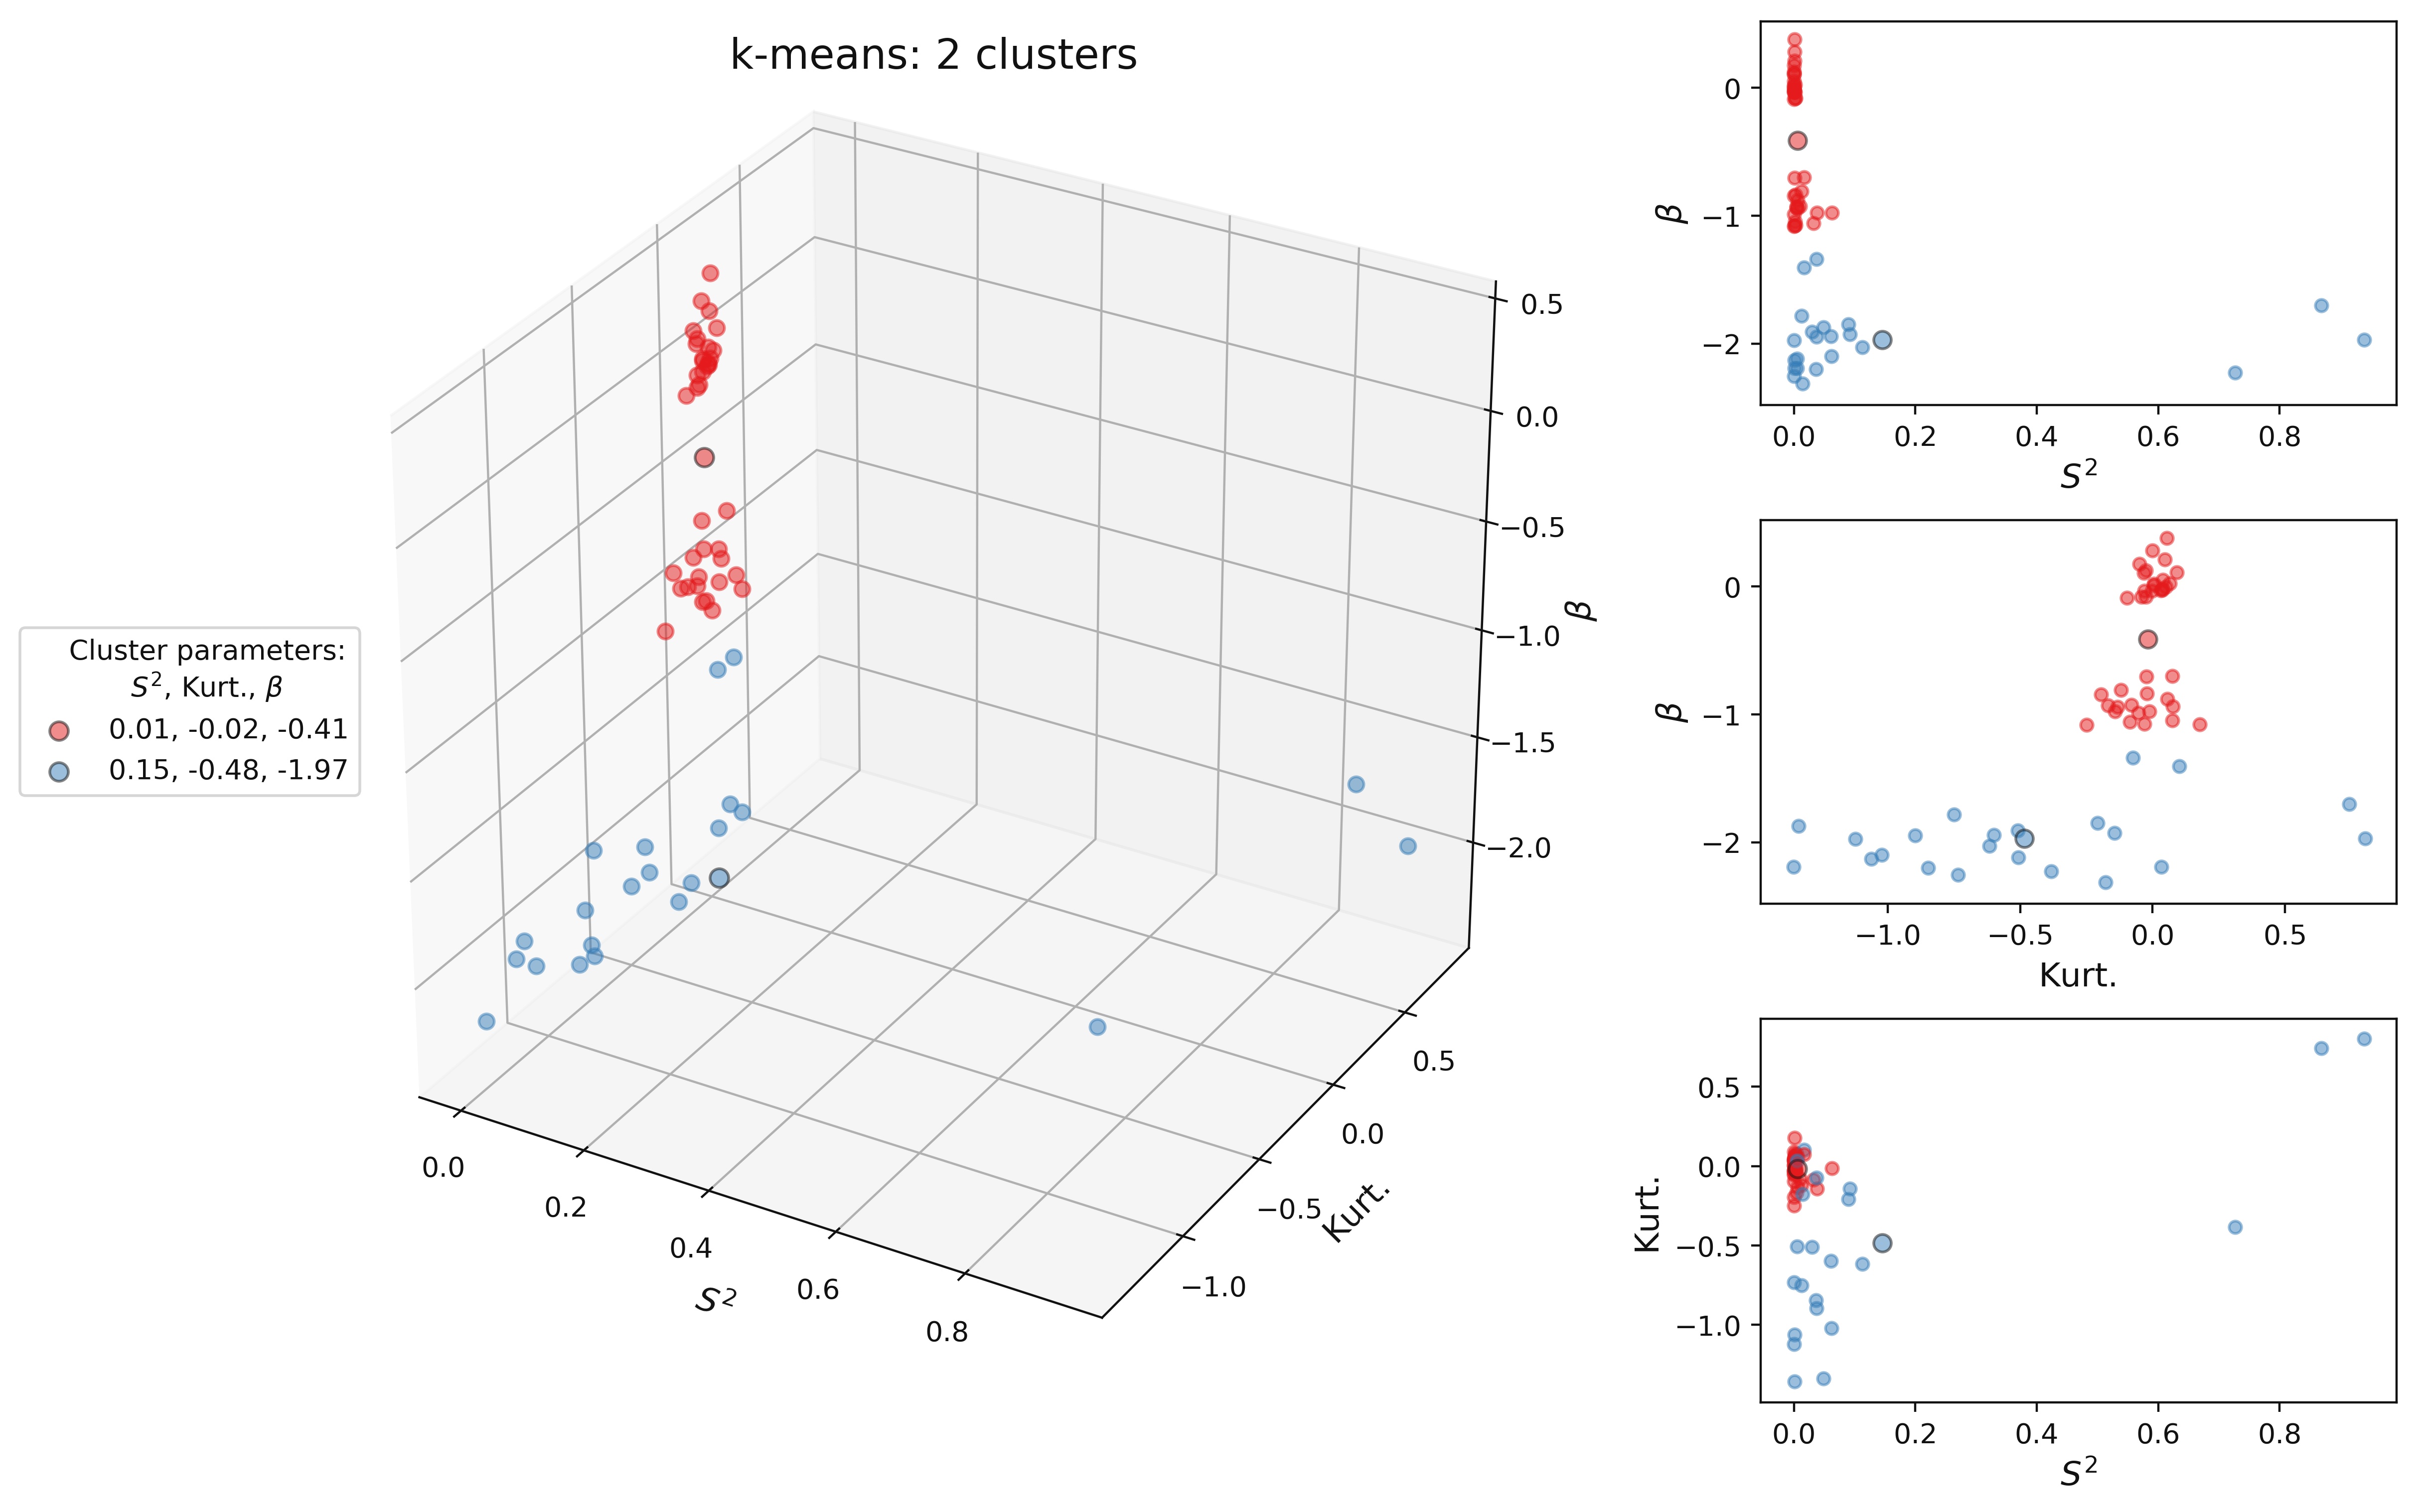 k-means: 2 clusters
Cluster parameters:
S², Kurt., β
0.01, -0.02, -0.41
0.15, -0.48, -1.97
0.5
0.0
−0.5
−1.0
−1.5
−2.0
β
0.0
0.2
0.4
0.6
0.8
S²
−1.0
−0.5
0.0
0.5
Kurt.
0
−1
−2
β
0.0 0.2 0.4 0.6 0.8
S²
0
−1
−2
β
−1.0 −0.5 0.0 0.5
Kurt.
0.5
0.0
−0.5
−1.0
Kurt.
0.0 0.2 0.4 0.6 0.8
S²